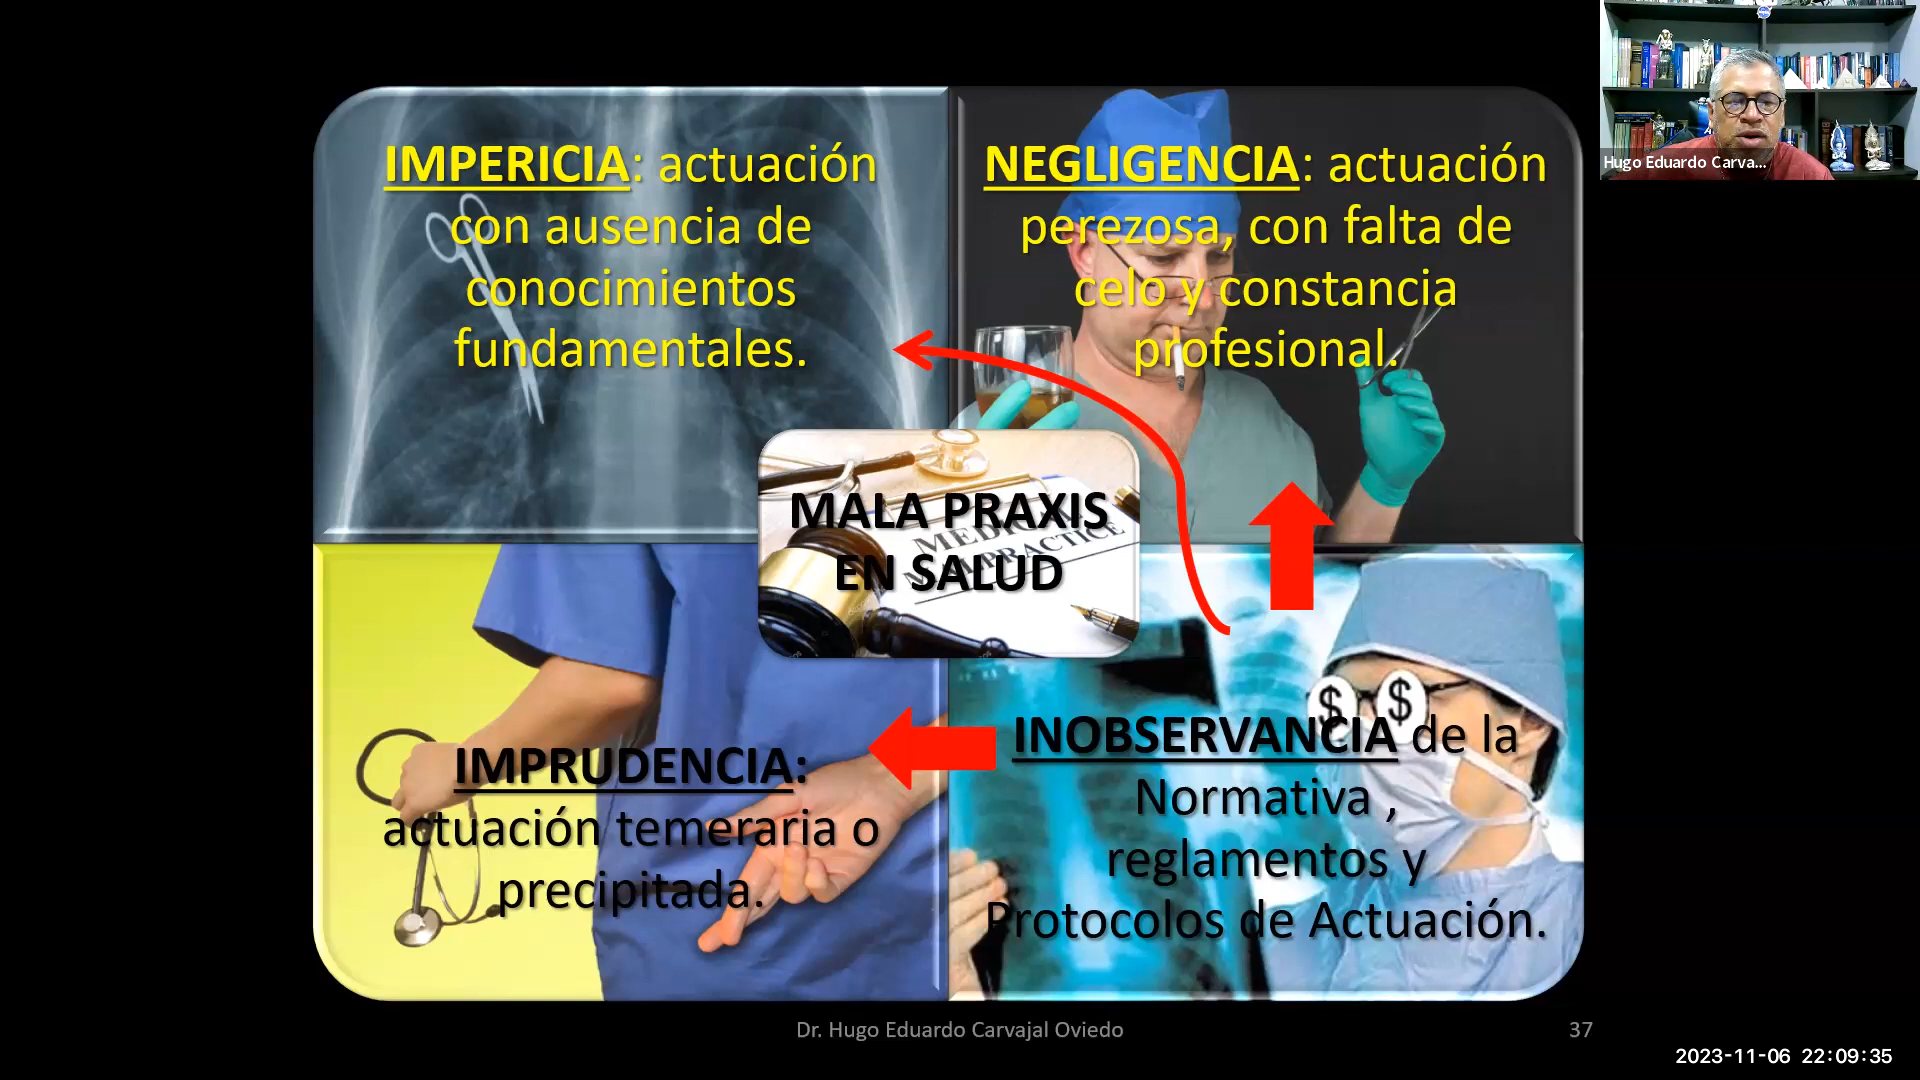 Hugo Eduardo Carva...
IMPERICIA: actuación
con ausencia de
conocimientos
fundamentales.
NEGLIGENCIA: actuación
perezosa, con falta de
celo y constancia
profesional.
MALA PRAXIS
EN SALUD
MEDICAL
MALPRACTICE
IMPRUDENCIA:
actuación temeraria o
precipitada.
$ $
INOBSERVANCIA de la
Normativa ,
reglamentos y
Protocolos de Actuación.
Dr. Hugo Eduardo Carvajal Oviedo
37
2023-11-06 22:09:35